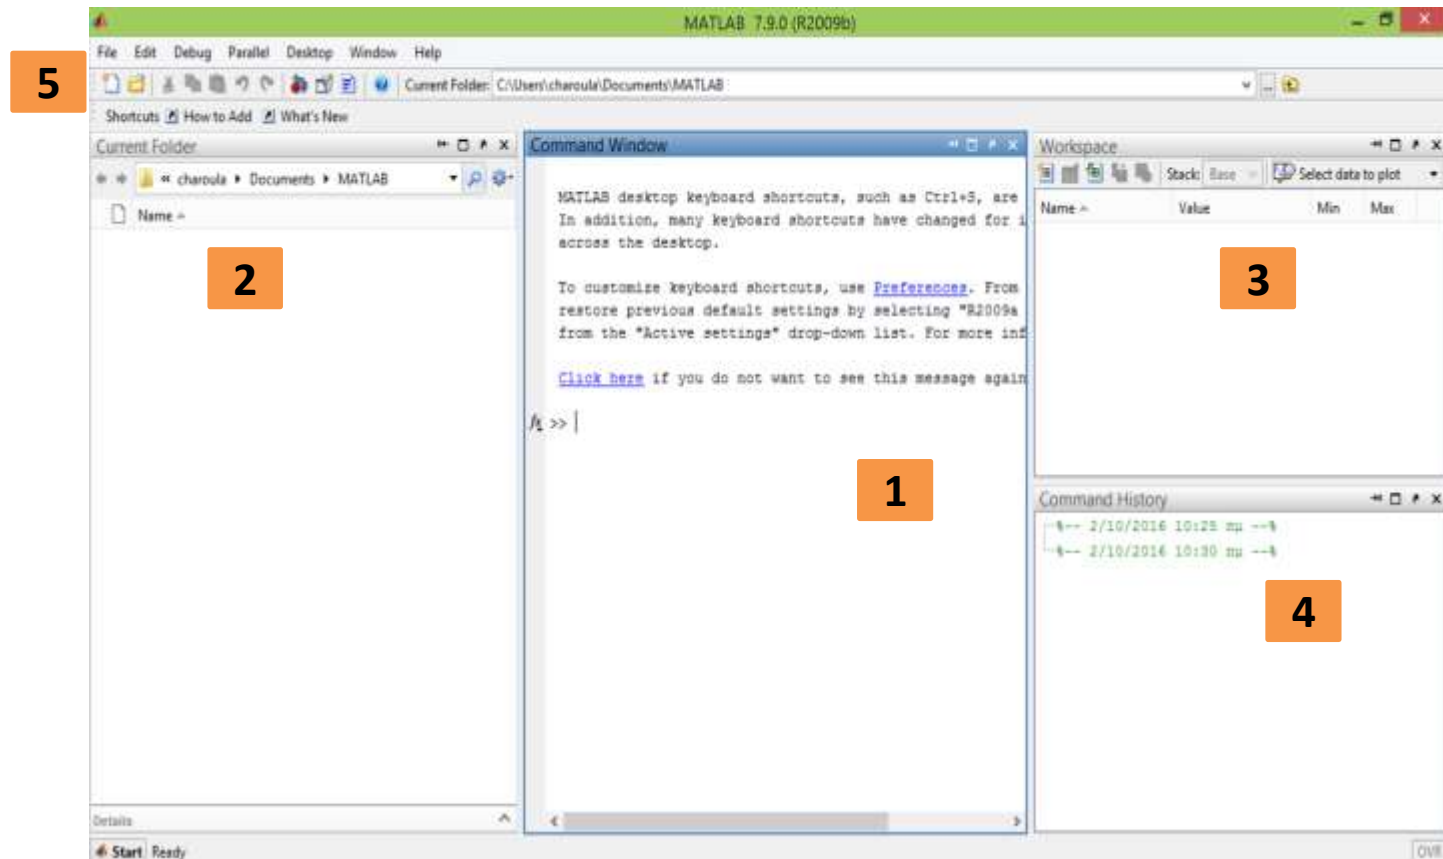 MATLAB 7.9.0 (R2009b)
File Edit Debug Parallel Desktop Window Help
5
Current Folder: C:\Users\charoula\Documents\MATLAB
Shortcuts How to Add What's New
Current Folder
« charoula Documents MATLAB
Name
2
Details
Command Window
MATLAB desktop keyboard shortcuts, such as Ctrl+S, are
In addition, many keyboard shortcuts have changed for i
across the desktop.
To customize keyboard shortcuts, use Preferences. From
restore previous default settings by selecting "R2009a
from the "Active settings" drop-down list. For more inf
Click here if you do not want to see this message again
fx >>
1
Workspace
Stack: Base Select data to plot
Name Value Min Max
3
Command History
%-- 2/10/2016 10:25 πμ --%
%-- 2/10/2016 10:30 πμ --%
4
Start Ready
OVR